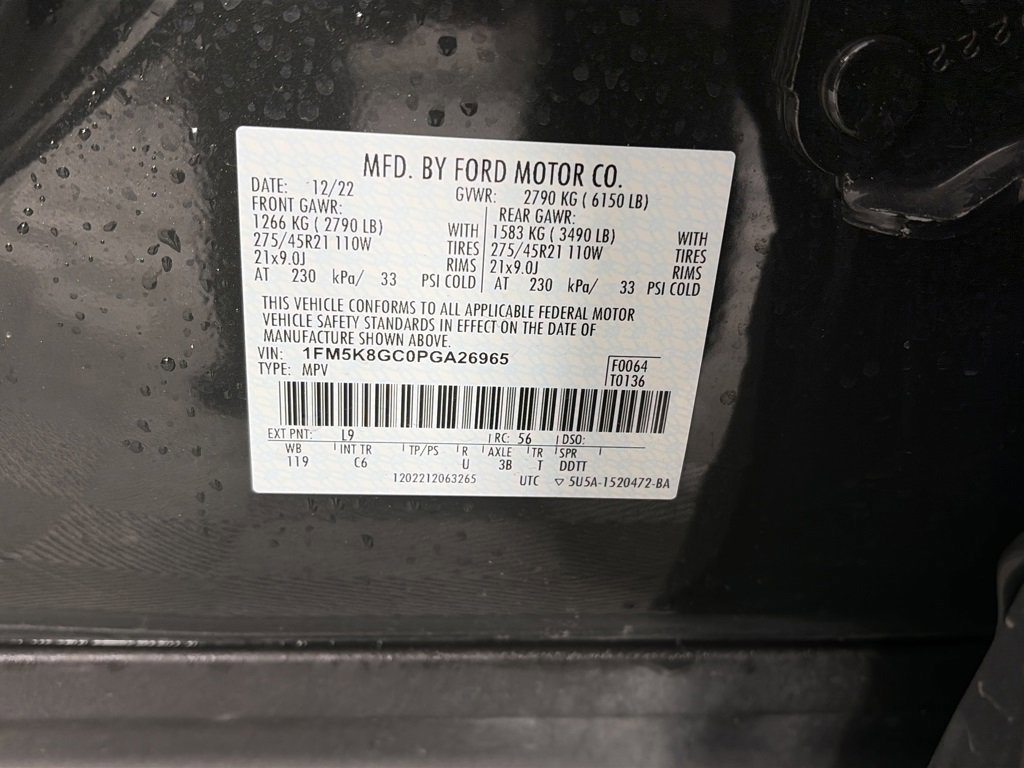 222
MFD. BY FORD MOTOR CO.
DATE: 12/22 GVWR: 2790 KG ( 6150 LB)
FRONT GAWR: REAR GAWR:
1266 KG ( 2790 LB) WITH 1583 KG ( 3490 LB) WITH
275/45R21 110W TIRES 275/45R21 110W TIRES
21x9.0J RIMS 21x9.0J RIMS
AT 230 kPa/ 33 PSI COLD AT 230 kPa/ 33 PSI COLD
THIS VEHICLE CONFORMS TO ALL APPLICABLE FEDERAL MOTOR
VEHICLE SAFETY STANDARDS IN EFFECT ON THE DATE OF
MANUFACTURE SHOWN ABOVE.
VIN: 1FM5K8GC0PGA26965 F0064
TYPE: MPV T0136
EXT PNT: L9 RC: 56 DSO:
WB INT TR TP/PS R AXLE TR SPR
119 C6 U 3B T DDTT
1202212063265 UTC ▽ 5U5A-1520472-BA